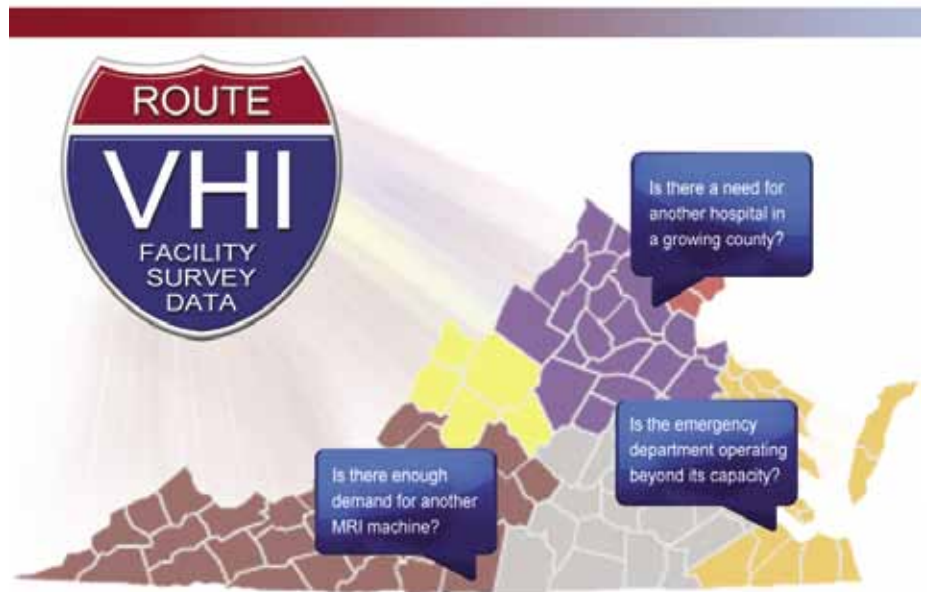 ROUTE
VHI
FACILITY
SURVEY
DATA
Is there a need for
another hospital in
a growing county?
Is the emergency
department operating
beyond its capacity?
Is there enough
demand for another
MRI machine?